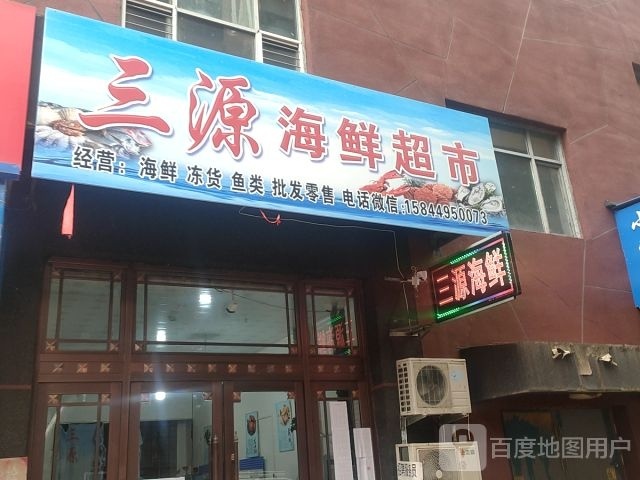 三源海鲜超市
经营：海鲜 冻货 鱼类 批发零售 电话微信:15844950073
三源海鲜
百度地图用户